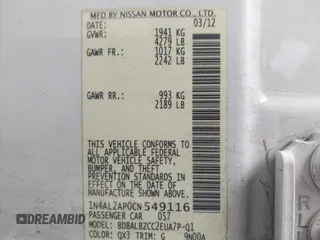 MFD BY NISSAN MOTOR CO., LTD.
DATE: 03/12
GVWR: 1941 KG
4279 LB
GAWR FR: 1017 KG
2242 LB
GAWR RR: 993 KG
2189 LB
THIS VEHICLE CONFORMS TO
ALL APPLICABLE FEDERAL
MOTOR VEHICLE SAFETY,
BUMPER, AND THEFT
PREVENTION STANDARDS IN
EFFECT ON THE DATE OF
MANUFACTURE SHOWN ABOVE
1N4AL2AP0CN549116
PASSENGER CAR 057
MODEL: BDBALBZCC2EUA7P-Q1
COLOR: QX3 TRIM: G 9N00A
DREAMBID.COM
R L